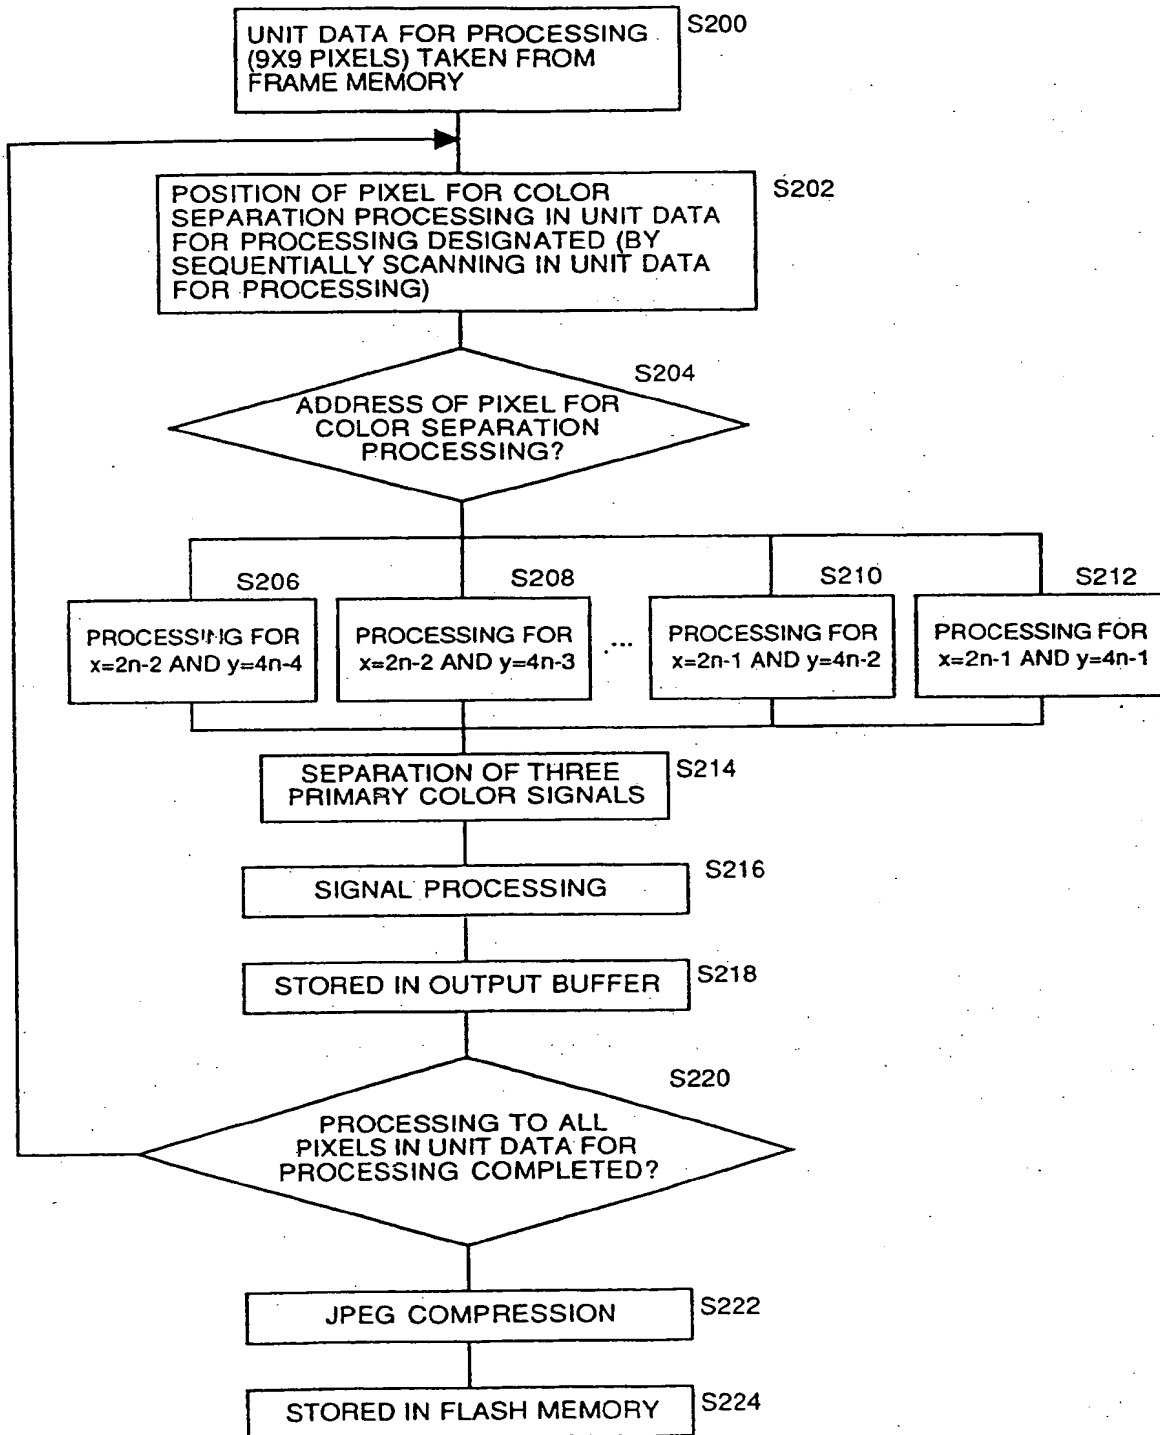 UNIT DATA FOR PROCESSING
(9X9 PIXELS) TAKEN FROM
FRAME MEMORY
S200
POSITION OF PIXEL FOR COLOR
SEPARATION PROCESSING IN UNIT DATA
FOR PROCESSING DESIGNATED (BY
SEQUENTIALLY SCANNING IN UNIT DATA
FOR PROCESSING)
S202
S204
ADDRESS OF PIXEL FOR
COLOR SEPARATION
PROCESSING?
S206
PROCESSING FOR
x=2n-2 AND y=4n-4
S208
PROCESSING FOR
x=2n-2 AND y=4n-3
....
S210
PROCESSING FOR
x=2n-1 AND y=4n-2
S212
PROCESSING FOR
x=2n-1 AND y=4n-1
SEPARATION OF THREE
PRIMARY COLOR SIGNALS
S214
SIGNAL PROCESSING
S216
STORED IN OUTPUT BUFFER
S218
S220
PROCESSING TO ALL
PIXELS IN UNIT DATA FOR
PROCESSING COMPLETED?
JPEG COMPRESSION
S222
STORED IN FLASH MEMORY
S224